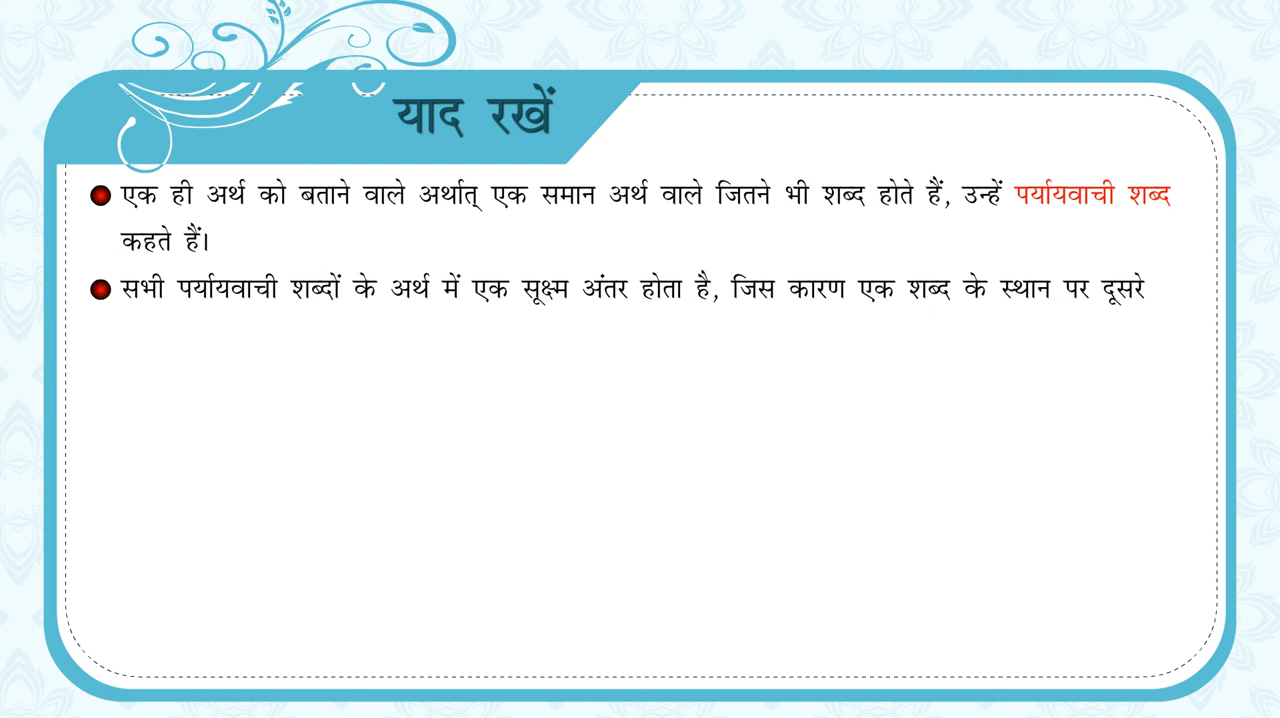 याद रखें
एक ही अर्थ को बताने वाले अर्थात् एक समान अर्थ वाले जितने भी शब्द होते हैं, उन्हें पर्यायवाची शब्द
कहते हैं।
सभी पर्यायवाची शब्दों के अर्थ में एक सूक्ष्म अंतर होता है, जिस कारण एक शब्द के स्थान पर दूसरे